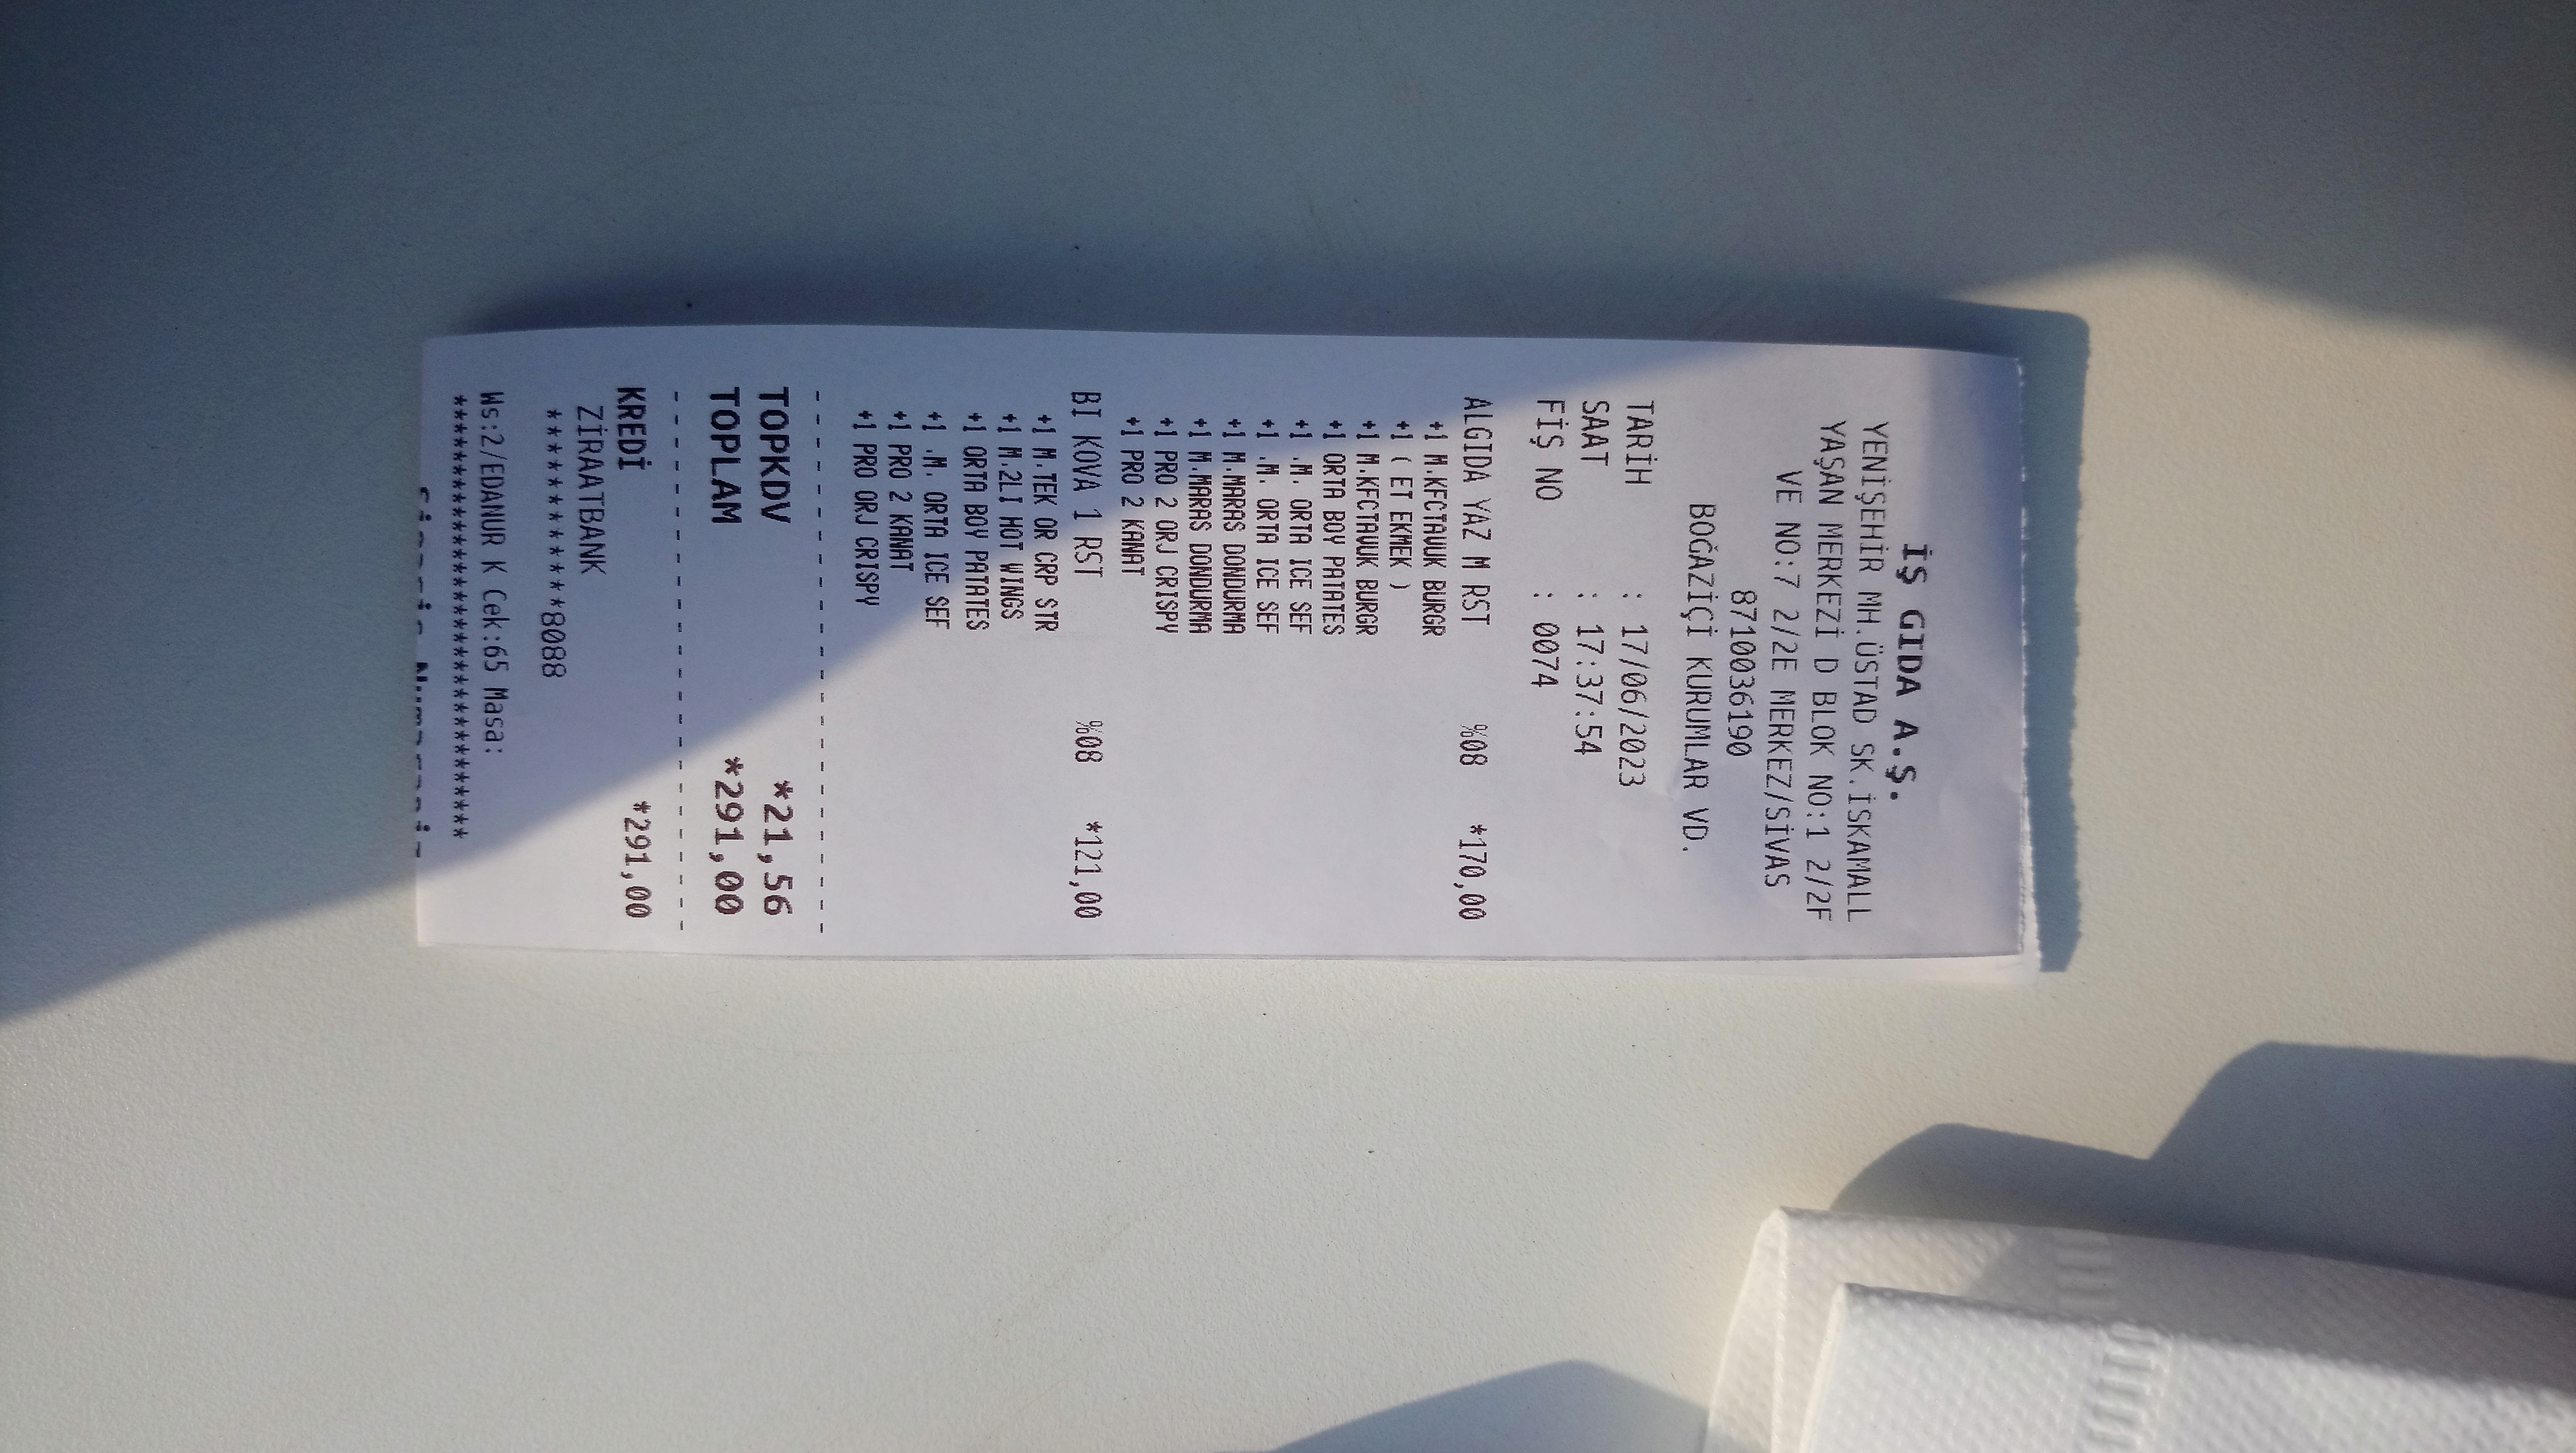 İŞ GIDA A.Ş.
YENİŞEHİR MH.ÜSTAD SK.İSKAMALL
YAŞAN MERKEZİ D BLOK NO:1 2/2F
VE NO:7 2/2E MERKEZ/SİVAS
8710036190
BOĞAZİÇİ KURUMLAR VD.
TARİH : 17/06/2023
SAAT : 17:37:54
FİŞ NO : 0074
ALGIDA YAZ M RST %08 *170,00
+1 M.KFCTAVUK BURGR
+1 ( ET EKMEK )
+1 M.KFCTAVUK BURGR
+1 ORTA BOY PATATES
+1 .M. ORTA ICE SEF
+1 .M. ORTA ICE SEF
+1 M.MARAS DONDURMA
+1 M.MARAS DONDURMA
+1 PRO 2 ORJ CRISPY
+1 PRO 2 KANAT
BI KOVA 1 RST %08 *121,00
+1 M.TEK OR CRP STR
+1 M.2LI HOT WINGS
+1 ORTA BOY PATATES
+1 .M. ORTA ICE SEF
+1 PRO 2 KANAT
+1 PRO ORJ CRISPY
TOPKDV *21,56
TOPLAM *291,00
KREDİ *291,00
ZİRAATBANK
************8088
Ws:2/EDANUR K Cek:65 Masa:
********************************